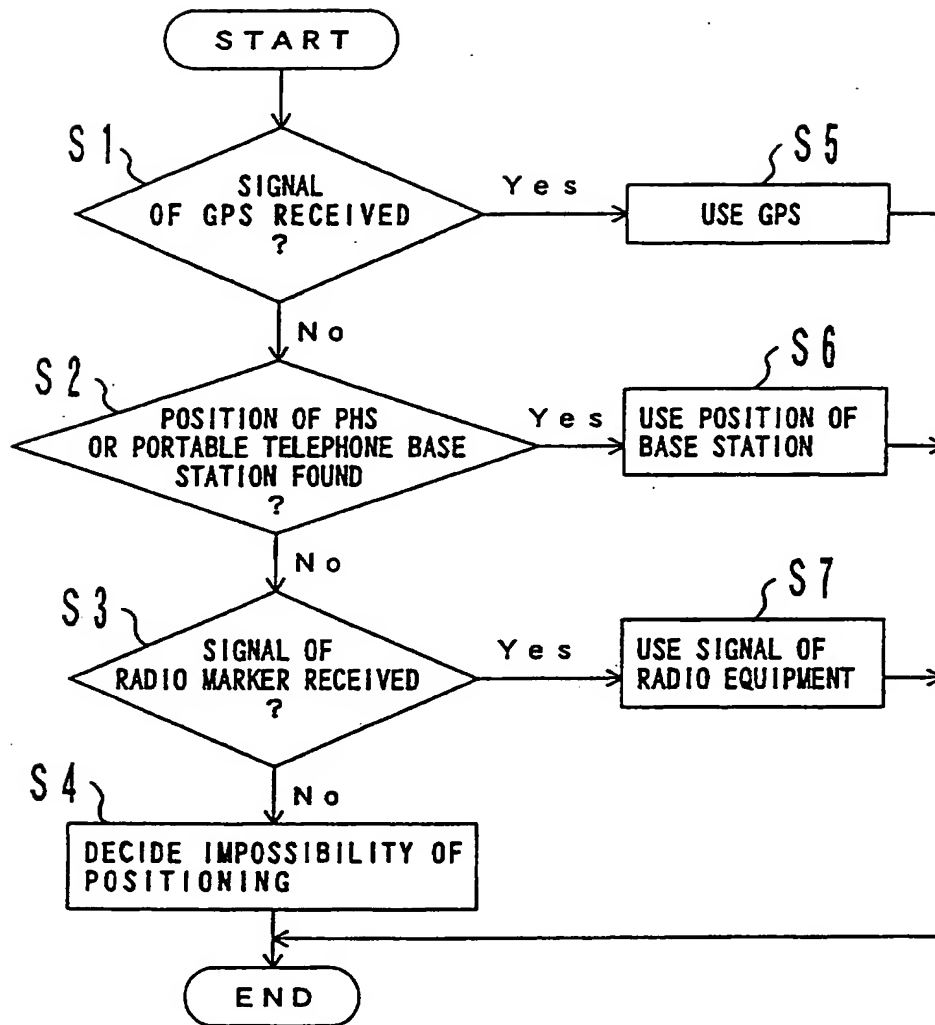 START
S1
SIGNAL
OF GPS RECEIVED
?
Yes
S5
USE GPS
No
S2
POSITION OF PHS
OR PORTABLE TELEPHONE BASE
STATION FOUND
?
Yes
S6
USE POSITION OF
BASE STATION
No
S3
SIGNAL OF
RADIO MARKER RECEIVED
?
Yes
S7
USE SIGNAL OF
RADIO EQUIPMENT
No
S4
DECIDE IMPOSSIBILITY OF
POSITIONING
END